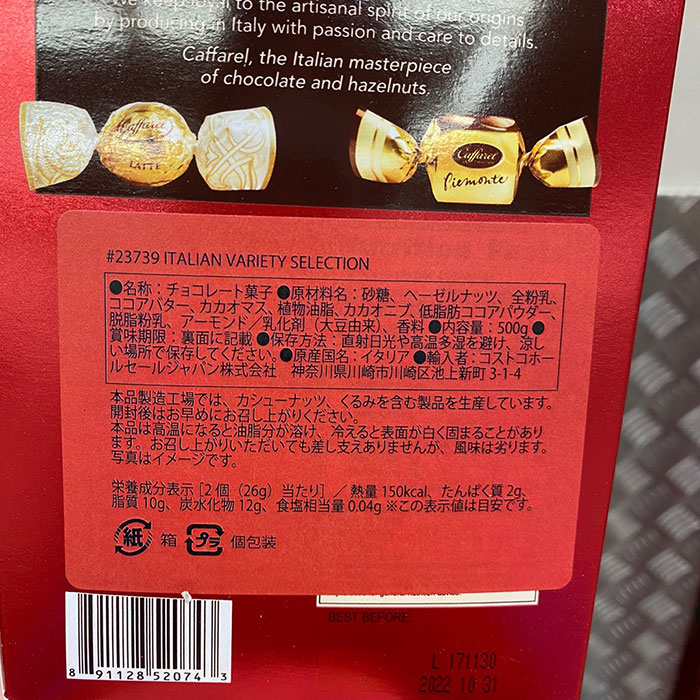 We keep loyal to the artisanal spirit of our origins
by producing in Italy with passion and care to details.
Caffarel, the Italian masterpiece
of chocolate and hazelnuts.
Caffarel
LATTE
Caffarel
Piemonte
#23739 ITALIAN VARIETY SELECTION
●名称：チョコレート菓子 ●原材料名：砂糖、ヘーゼルナッツ、全粉乳、
ココアバター、カカオマス、植物油脂、カカオニブ、低脂肪ココアパウダー、
脱脂粉乳、アーモンド／乳化剤（大豆由来）、香料 ●内容量：500g ●
賞味期限：裏面に記載 ●保存方法：直射日光や高温多湿を避け、涼し
い場所で保存してください。●原産国名：イタリア ●輸入者：コストコホー
ルセールジャパン株式会社　神奈川県川崎市川崎区池上新町 3-1-4
本品製造工場では、カシューナッツ、くるみを含む製品を生産しています。
開封後はお早めにお召し上がりください。
本品は高温になると油脂分が溶け、冷えると表面が白く固まることがあり
ます。お召し上がりいただいても差し支えありませんが、風味は劣ります。
写真はイメージです。
栄養成分表示［2 個（26g）当たり］／ 熱量 150kcal、たんぱく質 2g、
脂質 10g、炭水化物 12g、食塩相当量 0.04g ※この表示値は目安です。
紙 箱 プラ 個包装
BEST BEFORE:
8 91128 52074 3
L 171130
2022 10 31